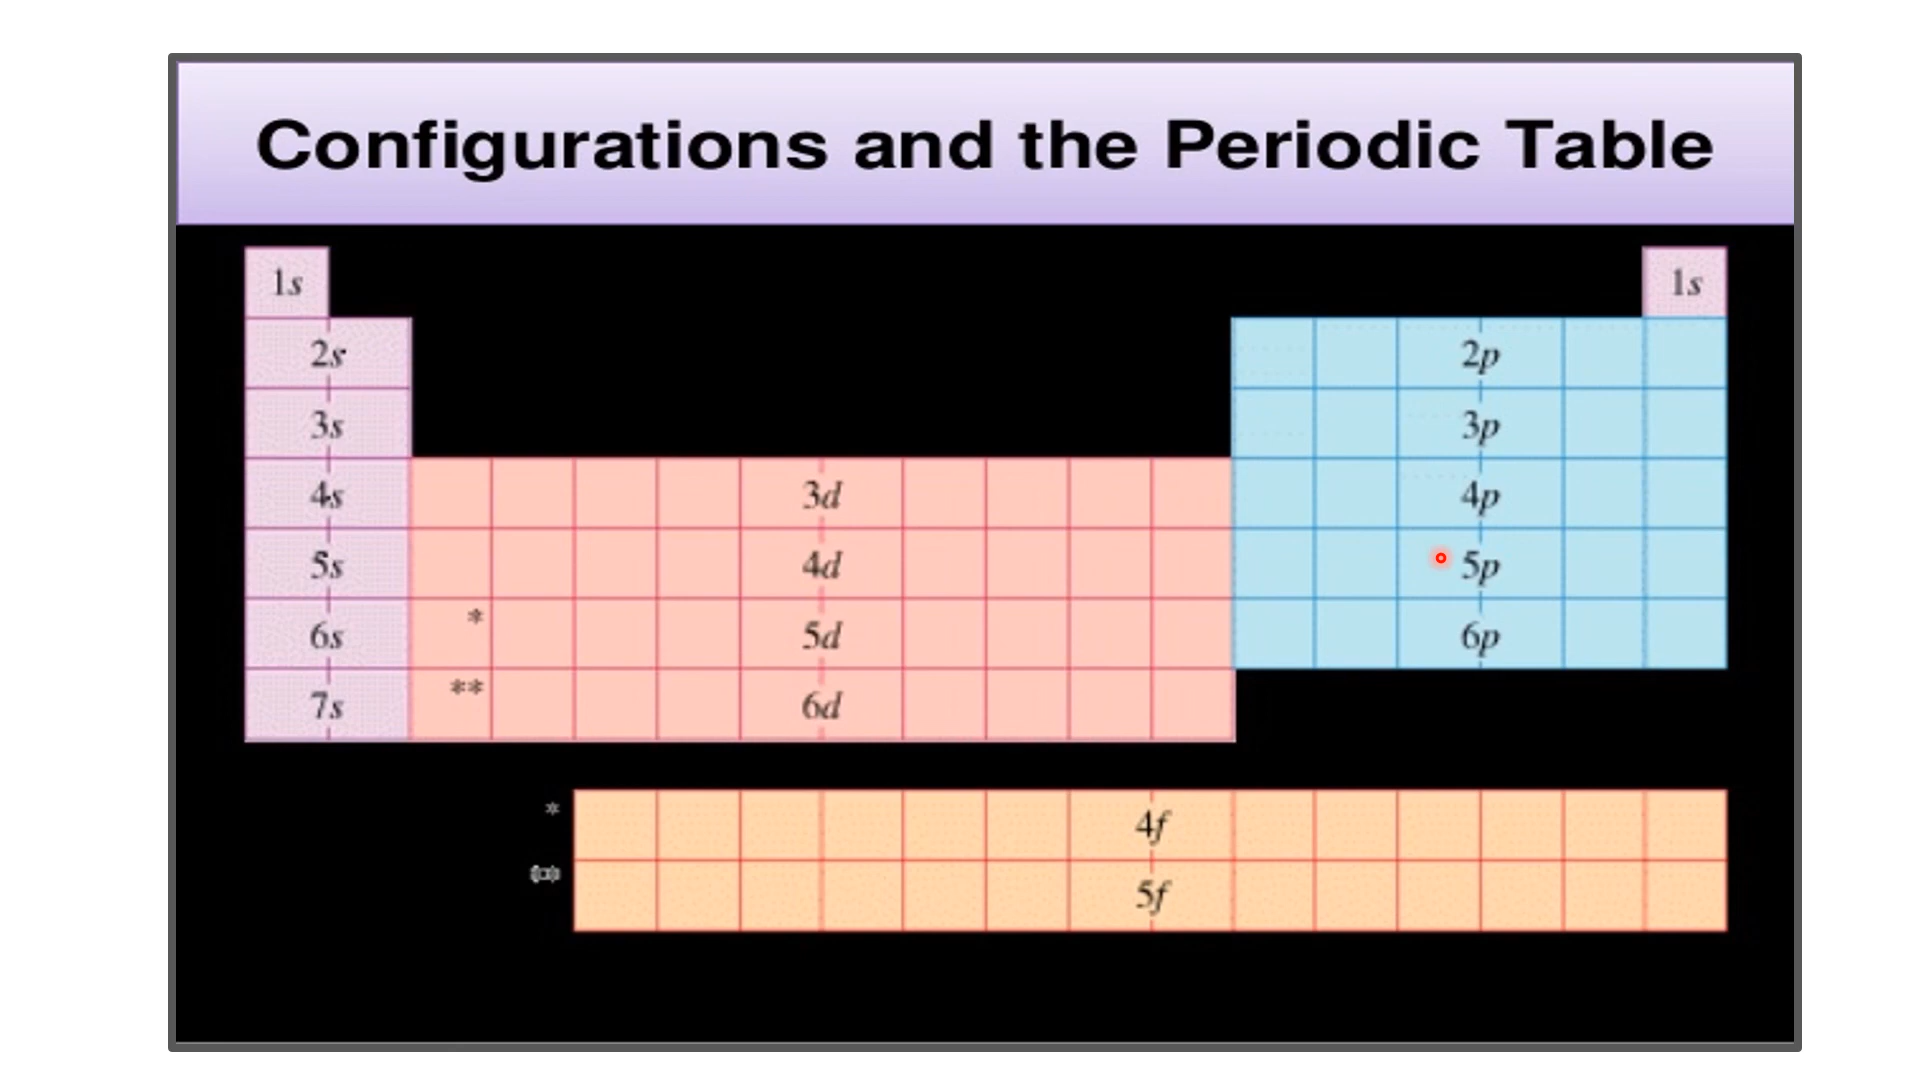 Configurations and the Periodic Table
1s 1s
2s 2p
3s 3p
4s 3d 4p
5s 4d 5p
* 
6s 5d 6p
**
7s 6d
*
4f
5f